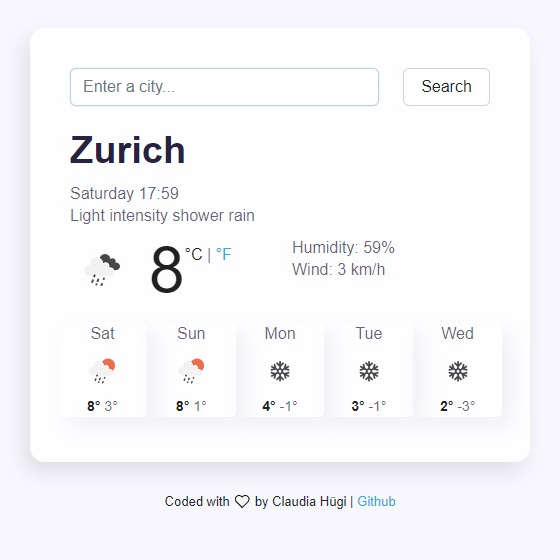 Enter a city...
Search
Zurich
Saturday 17:59
Light intensity shower rain
8 °C | °F
Humidity: 59%
Wind: 3 km/h
Sat Sun Mon Tue Wed
8° 3° 8° 1° 4° -1° 3° -1° 2° -3°
Coded with by Claudia Hügi | Github